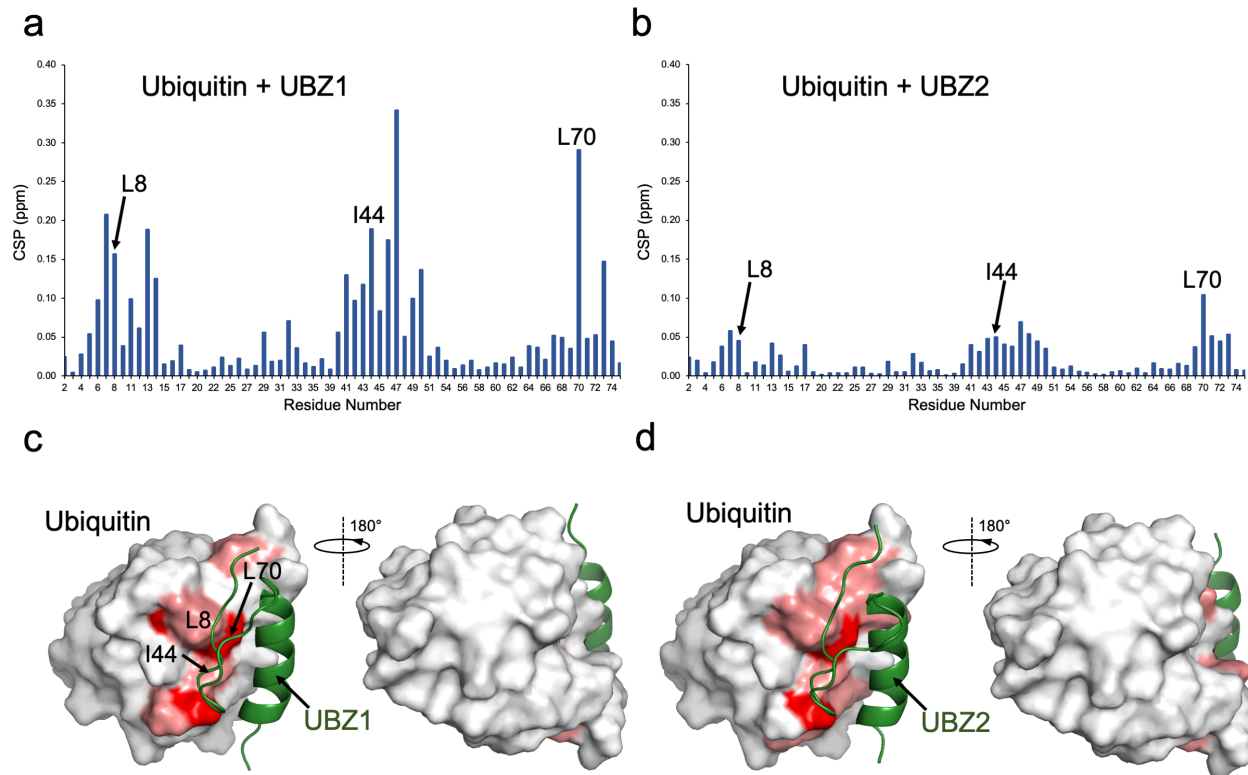 a
Ubiquitin + UBZ1
0.40
0.35
0.30
0.25
0.20
0.15
0.10
0.05
0.00
CSP (ppm)
L8
I44
L70
2 4 6 8 11 13 15 18 20 22 25 27 29 31 33 35 37 39 41 43 45 47 49 51 54 56 58 60 62 64 66 68 70 72 74
Residue Number
b
Ubiquitin + UBZ2
0.40
0.35
0.30
0.25
0.20
0.15
0.10
0.05
0.00
CSP (ppm)
L8
I44
L70
2 4 6 8 11 13 15 18 20 22 25 27 29 31 33 35 37 39 41 43 45 47 49 51 54 56 58 60 62 64 66 68 70 72 74
Residue Number
c
Ubiquitin
180°
L70
L8
I44
UBZ1
d
Ubiquitin
180°
UBZ2